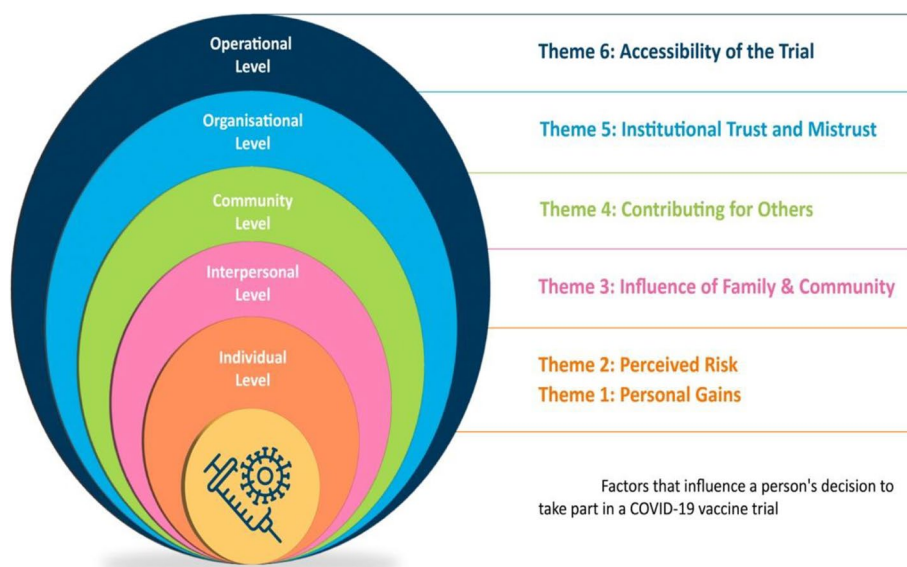 Operational
Level
Theme 6: Accessibility of the Trial
Organisational
Level
Theme 5: Institutional Trust and Mistrust
Community
Level
Theme 4: Contributing for Others
Interpersonal
Level
Theme 3: Influence of Family & Community
Individual
Level
Theme 2: Perceived Risk
Theme 1: Personal Gains
Factors that influence a person's decision to
take part in a COVID-19 vaccine trial